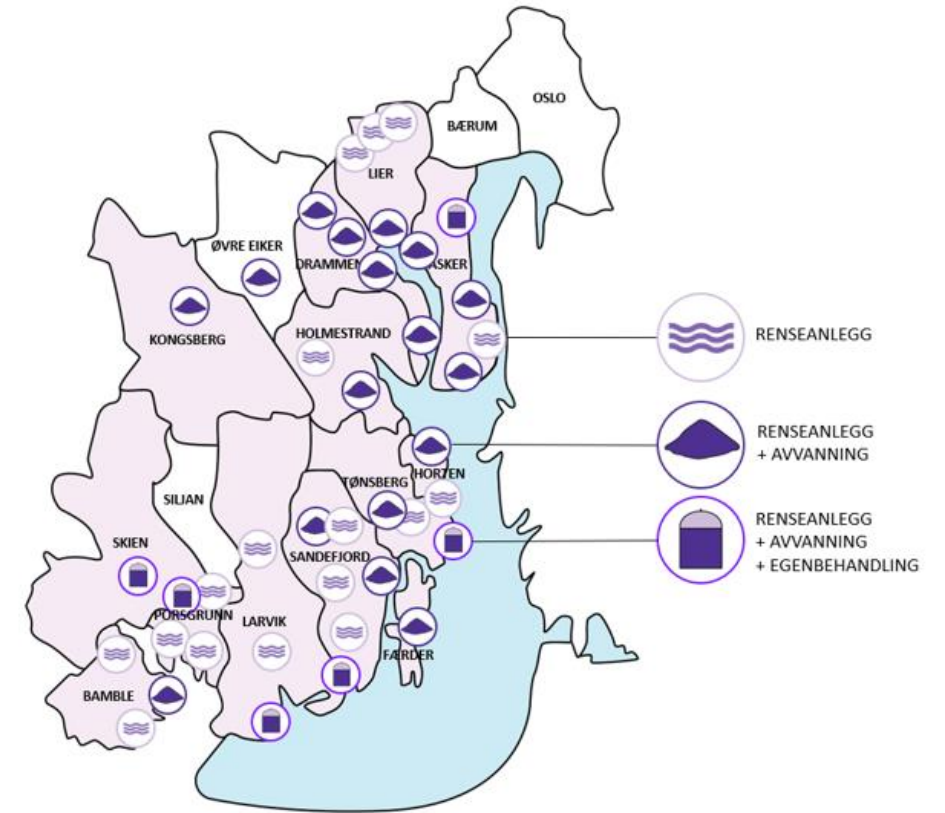 OSLO
BÆRUM
LIER
ØVRE EIKER
DRAMMEN
ASKER
KONGSBERG
HOLMESTRAND
RENSEANLEGG
RENSEANLEGG
+ AVVANNING
HORTEN
TØNSBERG
SILJAN
RENSEANLEGG
+ AVVANNING
+ EGENBEHANDLING
SKIEN
SANDEFJORD
PORSGRUNN
LARVIK
FÆRDER
BAMBLE